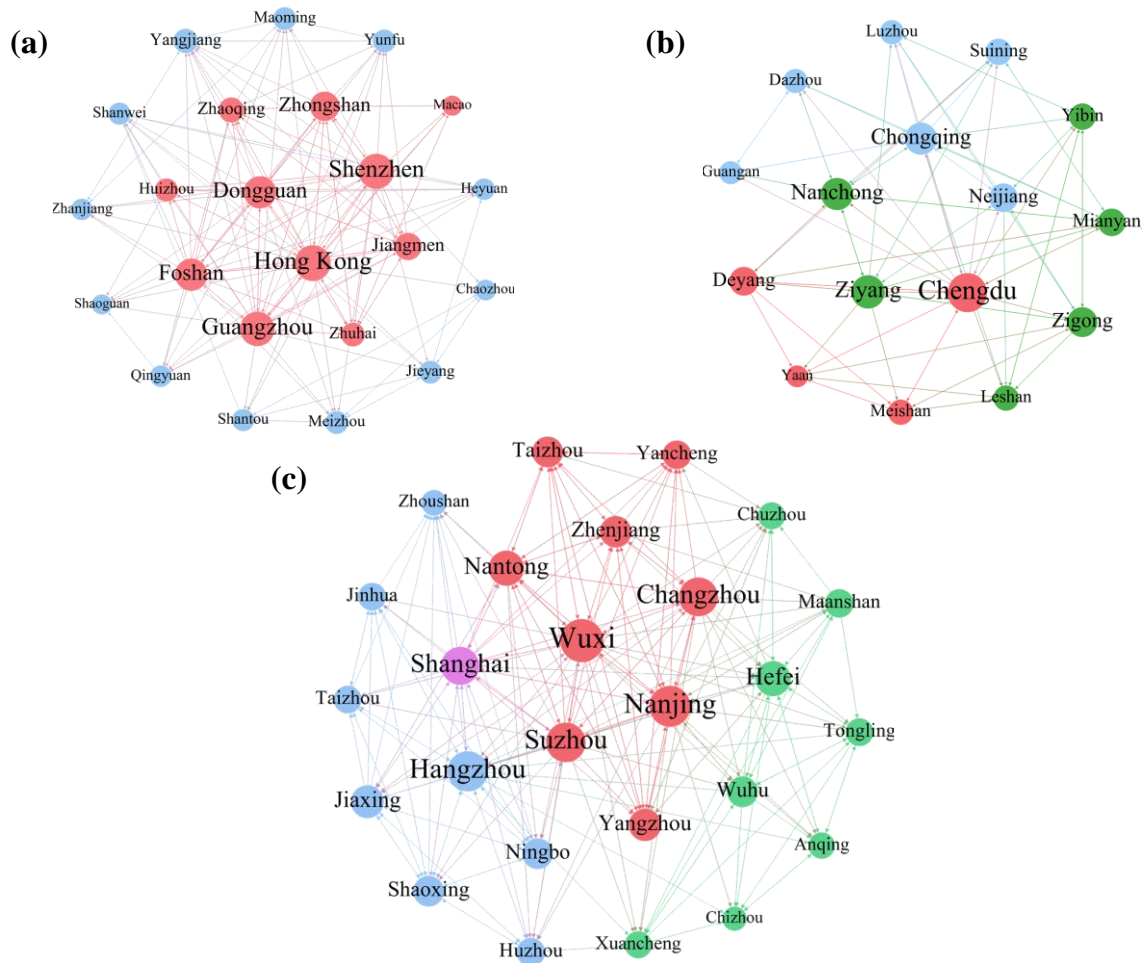 (a)
Maoming
Yangjiang
Yunfu
Zhaoqing
Zhongshan
Macao
Shanwei
Shenzhen
Huizhou
Dongguan
Heyuan
Zhanjiang
Jiangmen
Hong Kong
Foshan
Chaozhou
Shaoguan
Guangzhou
Zhuhai
Qingyuan
Jieyang
Shantou
Meizhou
(b)
Luzhou
Suining
Dazhou
Yibin
Chongqing
Guangan
Nanchong
Neijiang
Mianyan
Deyang
Ziyang
Chengdu
Zigong
Yaan
Leshan
Meishan
(c)
Taizhou
Yancheng
Zhoushan
Chuzhou
Zhenjiang
Nantong
Jinhua
Changzhou
Maanshan
Wuxi
Shanghai
Hefei
Taizhou
Nanjing
Tongling
Suzhou
Hangzhou
Wuhu
Jiaxing
Yangzhou
Anqing
Ningbo
Shaoxing
Chizhou
Xuancheng
Huzhou